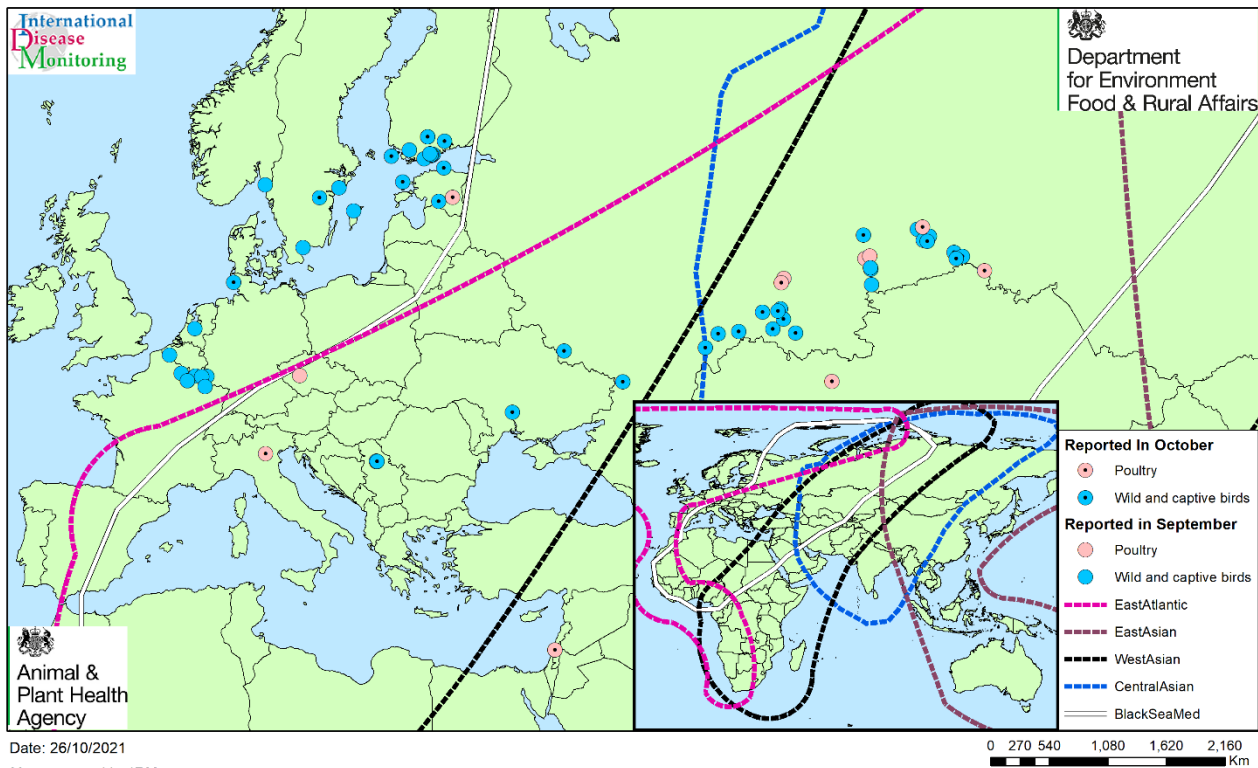 International
Disease
Monitoring
Department
for Environment
Food & Rural Affairs
Reported In October
Poultry
Wild and captive birds
Reported in September
Poultry
Wild and captive birds
EastAtlantic
EastAsian
WestAsian
CentralAsian
BlackSeaMed
Animal &
Plant Health
Agency
Date: 26/10/2021
0 270 540 1,080 1,620 2,160
Km